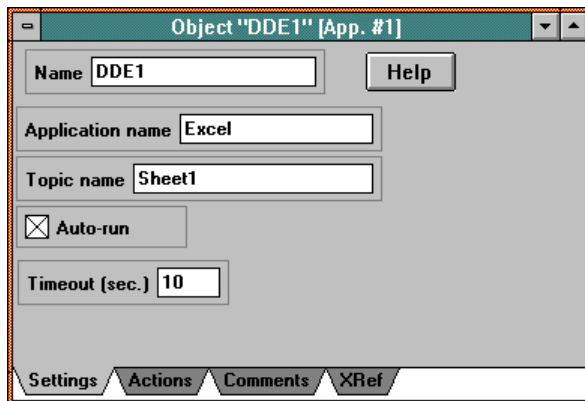 Object "DDE1" [App. #1]
Name DDE1 Help
Application name Excel
Topic name Sheet1
Auto-run
Timeout (sec.) 10
Settings Actions Comments XRef